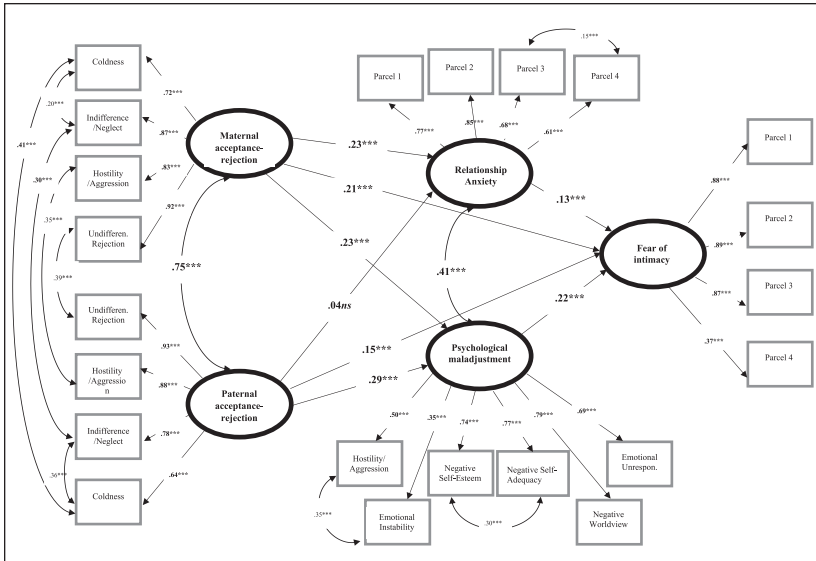 Coldness
Indifference
/Neglect
Hostility
/Aggression
Undifferen.
Rejection
Undifferen.
Rejection
Hostility
/Aggressio
n
Indifference
/Neglect
Coldness
.41***
.20***
.30***
.35***
.39***
.36***
.72***
.87***
.83***
.92***
.93***
.88***
.78***
.64***
Maternal
acceptance-
rejection
.75***
Paternal
acceptance-
rejection
.23***
.21***
.23***
.04ns
.15***
.29***
Parcel 1
Parcel 2
Parcel 3
Parcel 4
.15***
.77***
.85***
.68***
.61***
Relationship
Anxiety
.41***
Psychological
maladjustment
.13***
.22***
Fear of
intimacy
.88***
.89***
.87***
.37***
Parcel 1
Parcel 2
Parcel 3
Parcel 4
.50***
.35***
.74***
.77***
.79***
.69***
Hostility/
Aggression
Emotional
Instability
Negative
Self-Esteem
Negative Self-
Adequacy
Negative
Worldview
Emotional
Unrespon.
.35***
.30***